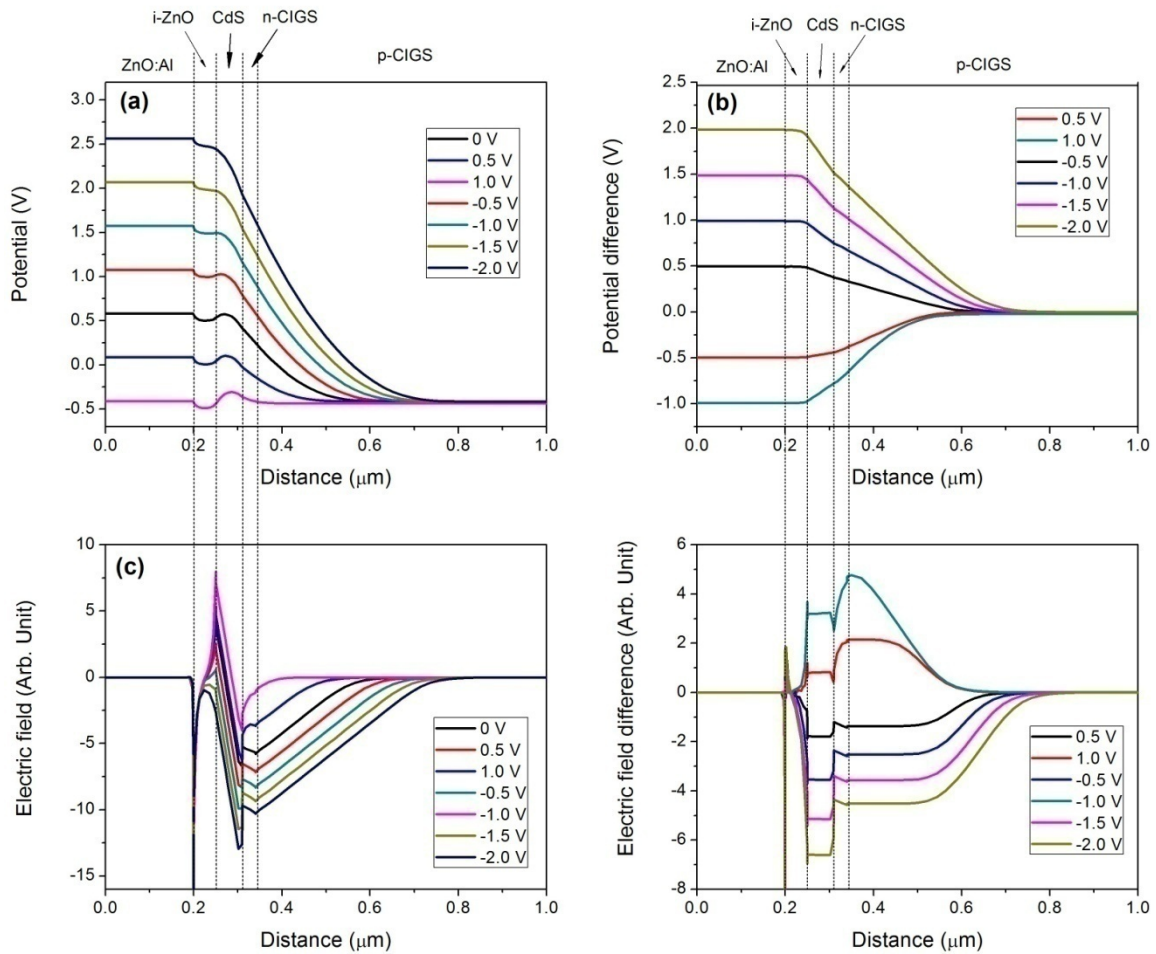 i-ZnO CdS n-CIGS
ZnO:Al p-CIGS
(a)
3.0
2.5
2.0
1.5
1.0
0.5
0.0
-0.5
Potential (V)
0 V
0.5 V
1.0 V
-0.5 V
-1.0 V
-1.5 V
-2.0 V
0.0 0.2 0.4 0.6 0.8 1.0
Distance (μm)
i-ZnO CdS n-CIGS
ZnO:Al p-CIGS
(b)
2.5
2.0
1.5
1.0
0.5
0.0
-0.5
-1.0
Potential difference (V)
0.5 V
1.0 V
-0.5 V
-1.0 V
-1.5 V
-2.0 V
0.0 0.2 0.4 0.6 0.8 1.0
Distance (μm)
(c)
10
5
0
-5
-10
-15
Electric field (Arb. Unit)
0 V
0.5 V
1.0 V
-0.5 V
-1.0 V
-1.5 V
-2.0 V
0.0 0.2 0.4 0.6 0.8 1.0
Distance (μm)
6
4
2
0
-2
-4
-6
-8
Electric field difference (Arb. Unit)
0.5 V
1.0 V
-0.5 V
-1.0 V
-1.5 V
-2.0 V
0.0 0.2 0.4 0.6 0.8 1.0
Distance (μm)